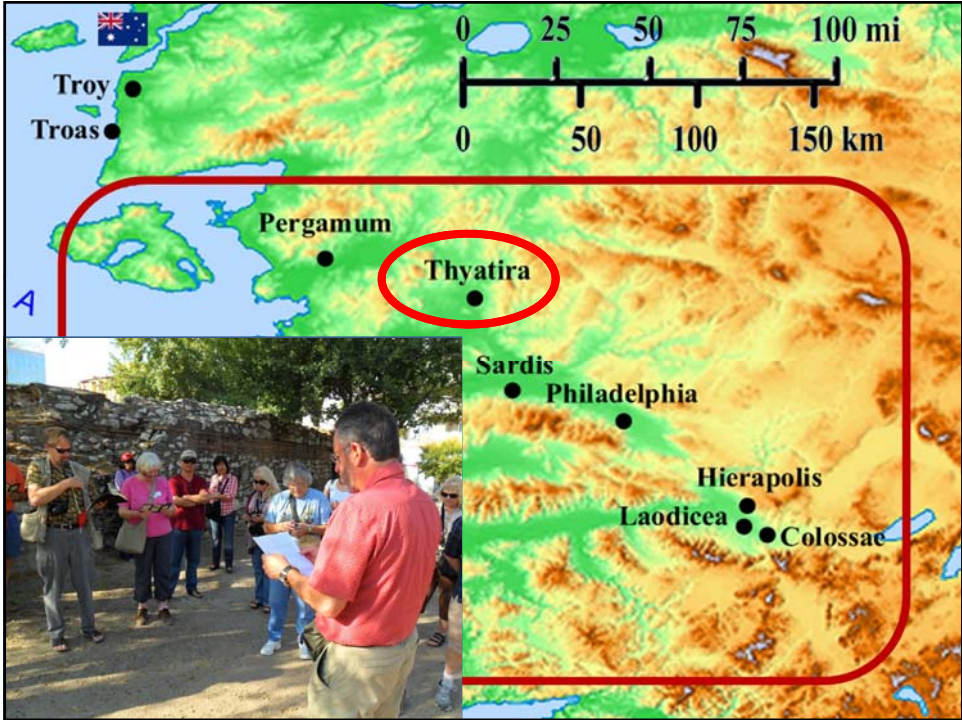 0 25 50 75 100 mi
0 50 100 150 km
Troy
Troas
Pergamum
Thyatira
A
Sardis
Philadelphia
Hierapolis
Laodicea
Colossae